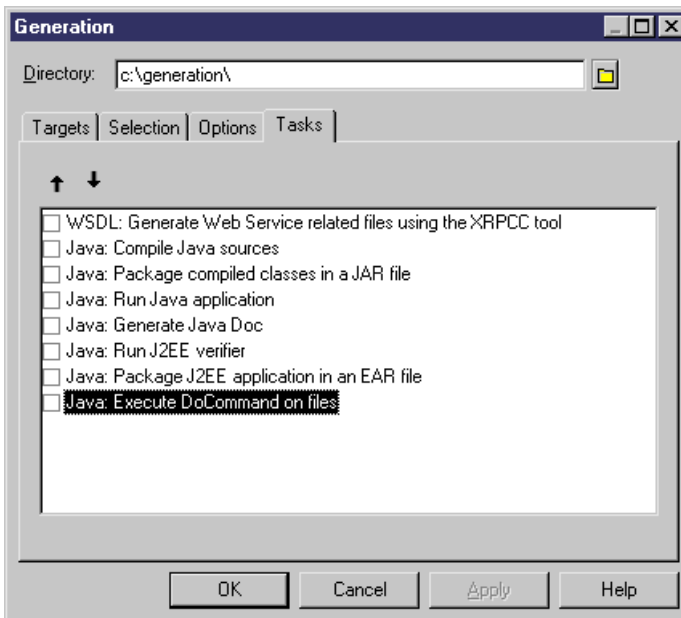 Generation
Directory: c:\generation\
Targets Selection Options Tasks
WSDL: Generate Web Service related files using the XRPCC tool
Java: Compile Java sources
Java: Package compiled classes in a JAR file
Java: Run Java application
Java: Generate Java Doc
Java: Run J2EE verifier
Java: Package J2EE application in an EAR file
Java: Execute DoCommand on files
OK Cancel Apply Help